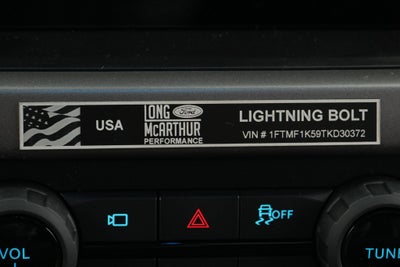 USA
LONG
Ford
McARTHUR
PERFORMANCE
LIGHTNING BOLT
VIN # 1FTMF1K59TKD30372
OFF
VOL
TUNE